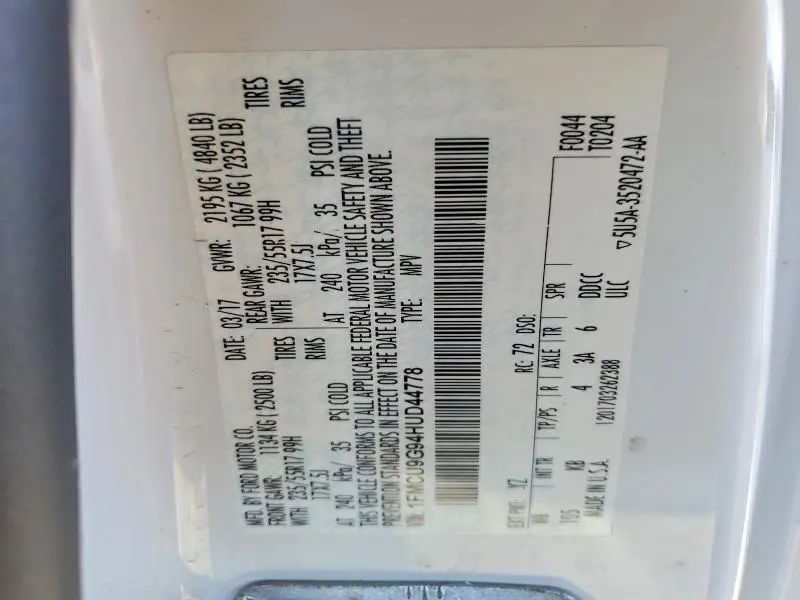 MFD. BY FORD MOTOR CO.
DATE: 03/17 GVWR: 2195 KG ( 4840 LB)
FRONT GAWR: 1134 KG ( 2500 LB) REAR GAWR: 1067 KG ( 2352 LB)
WITH 235/55R17 99H TIRES WITH 235/55R17 99H TIRES
17X7.5J RIMS 17X7.5J RIMS
AT 240 kPa/ 35 PSI COLD AT 240 kPa/ 35 PSI COLD
THIS VEHICLE CONFORMS TO ALL APPLICABLE FEDERAL MOTOR VEHICLE SAFETY AND THEFT
PREVENTION STANDARDS IN EFFECT ON THE DATE OF MANUFACTURE SHOWN ABOVE.
VIN: 1FMCU9G94HUD44778 TYPE: MPV
F0044
EXT PNT: YZ RC: 72 DSO: T0204
WB INT TR TP/PS R AXLE TR SPR
105 KB 4 3A 6 DDCC
MADE IN U.S.A. ULC
1201703262388 ▽5U5A-3520472-AA